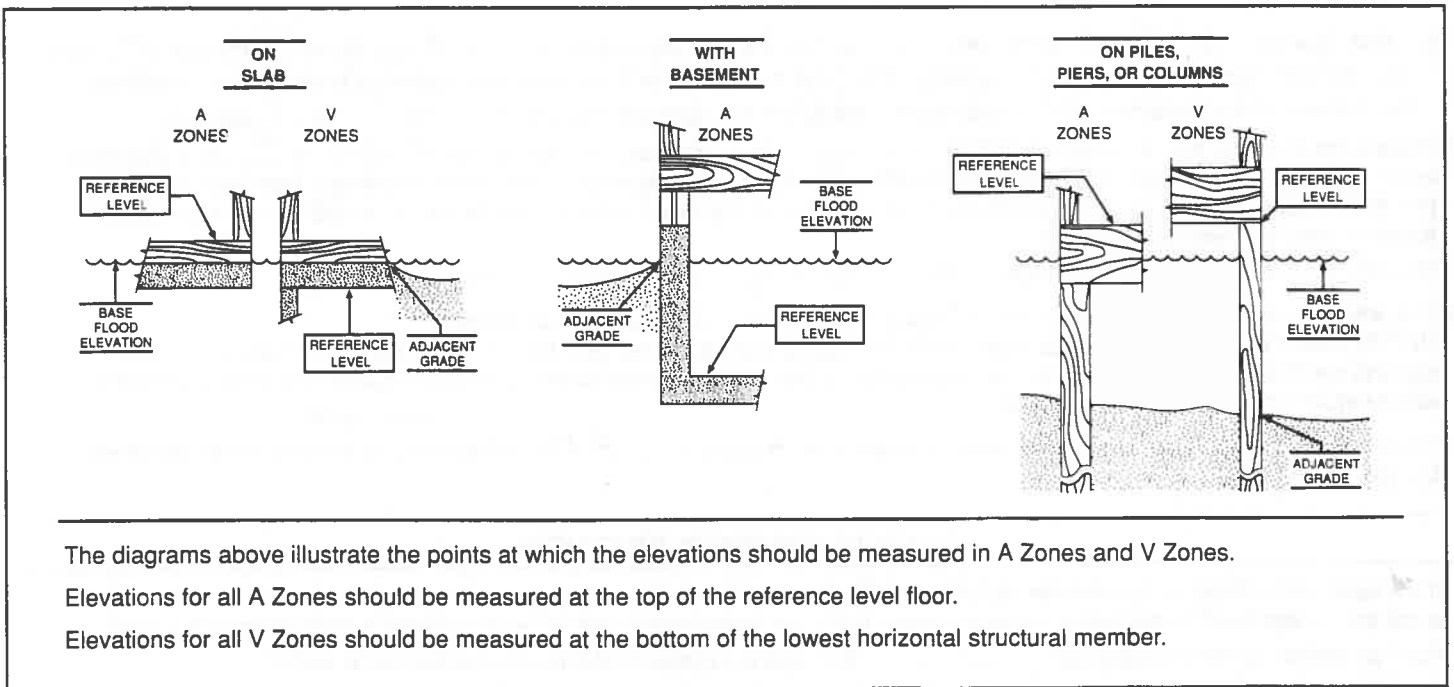 ON
SLAB
A
ZONES
V
ZONES
REFERENCE
LEVEL
BASE
FLOOD
ELEVATION
REFERENCE
LEVEL
ADJACENT
GRADE
WITH
BASEMENT
A
ZONES
BASE
FLOOD
ELEVATION
ADJACENT
GRADE
REFERENCE
LEVEL
ON PILES,
PIERS, OR COLUMNS
A
ZONES
V
ZONES
REFERENCE
LEVEL
REFERENCE
LEVEL
BASE
FLOOD
ELEVATION
ADJACENT
GRADE
The diagrams above illustrate the points at which the elevations should be measured in A Zones and V Zones.
Elevations for all A Zones should be measured at the top of the reference level floor.
Elevations for all V Zones should be measured at the bottom of the lowest horizontal structural member.